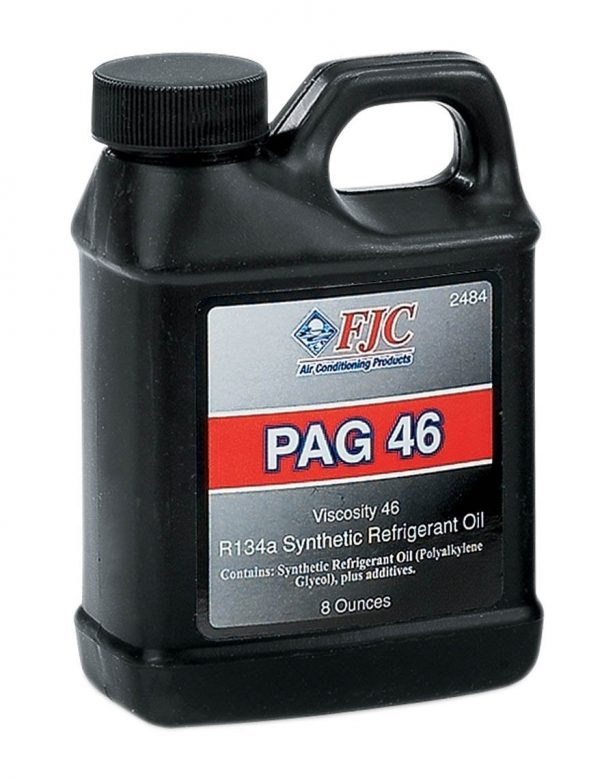 2484
FJC
Air Conditioning Products
PAG 46
Viscosity 46
R134a Synthetic Refrigerant Oil
Contains: Synthetic Refrigerant Oil (Polyalkylene
Glycol), plus additives.
8 Ounces